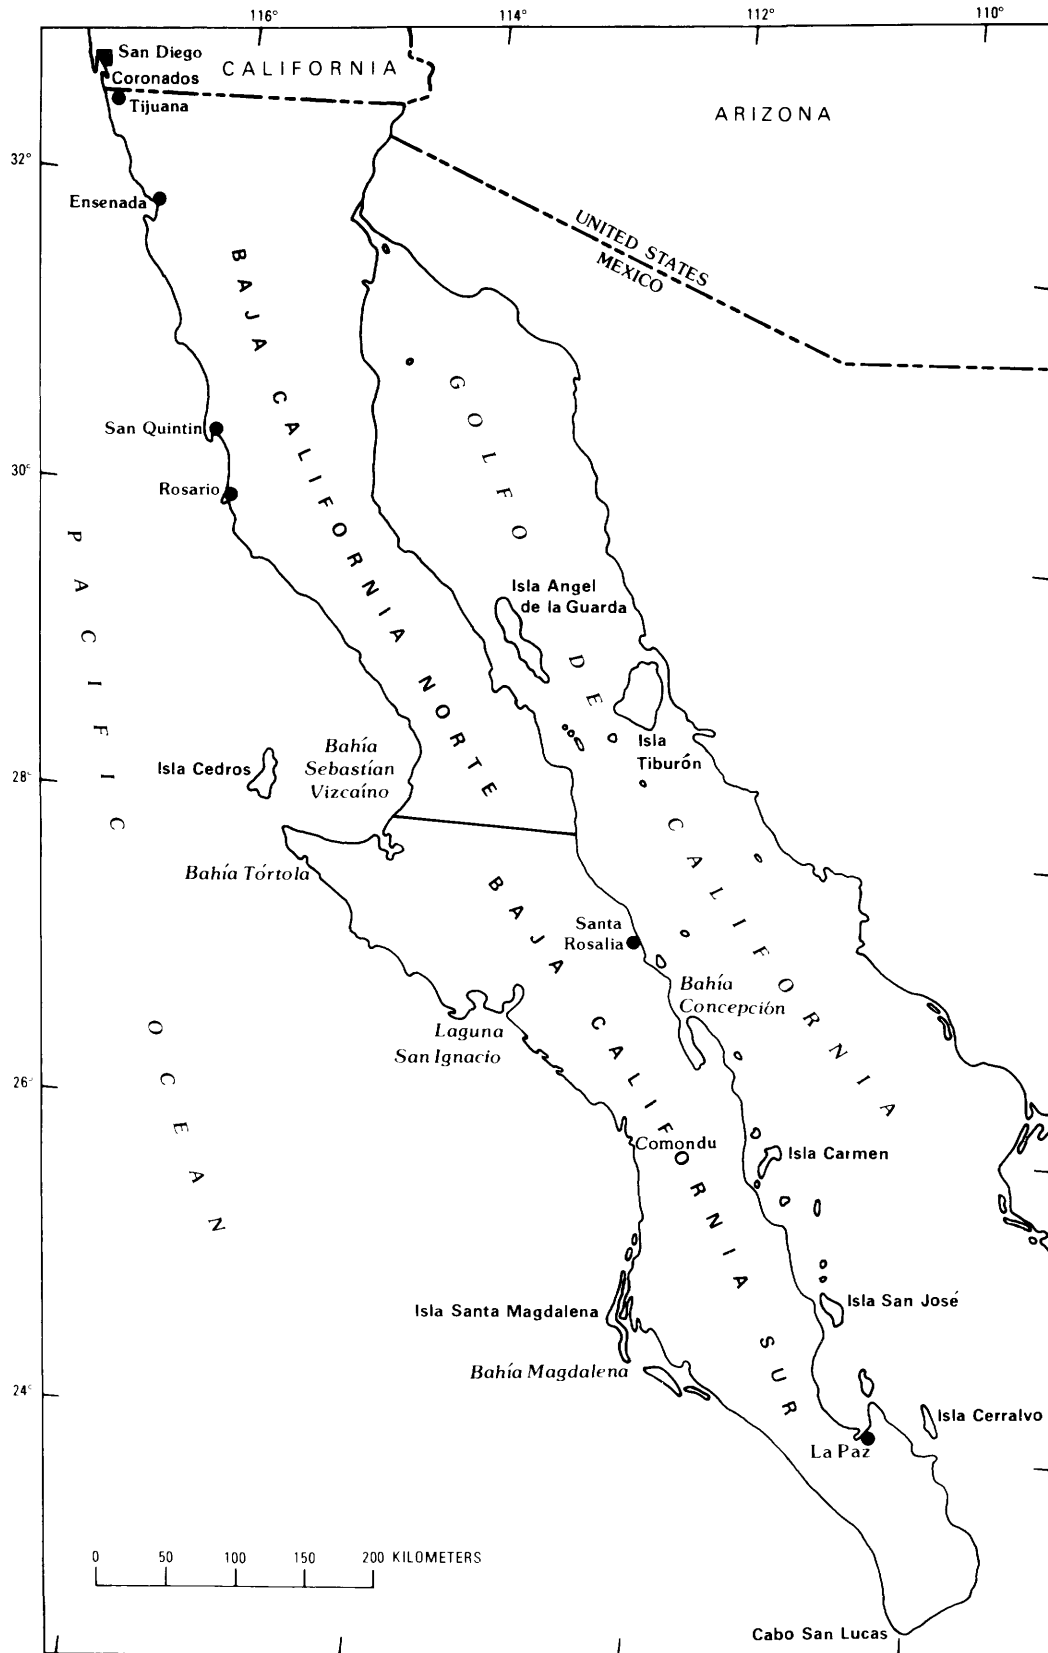 116°
114°
112°
110°
San Diego
Coronados
CALIFORNIA
Tijuana
ARIZONA
32°
Ensenada
UNITED STATES
MEXICO
BAJA CALIFORNIA NORTE
GOLFO DE CALIFORNIA
San Quintin
30°
Rosario
PACIFIC OCEAN
Isla Angel
de la Guarda
Isla
Tiburón
Bahía
Sebastían
Vizcaíno
Isla Cedros
28°
Bahía Tórtola
BAJA CALIFORNIA SUR
Santa
Rosalia
Bahía
Concepción
Laguna
San Ignacio
26°
Comondu
Isla Carmen
Isla San José
Isla Santa Magdalena
Bahía Magdalena
24°
Isla Cerralvo
La Paz
0 50 100 150 200 KILOMETERS
Cabo San Lucas